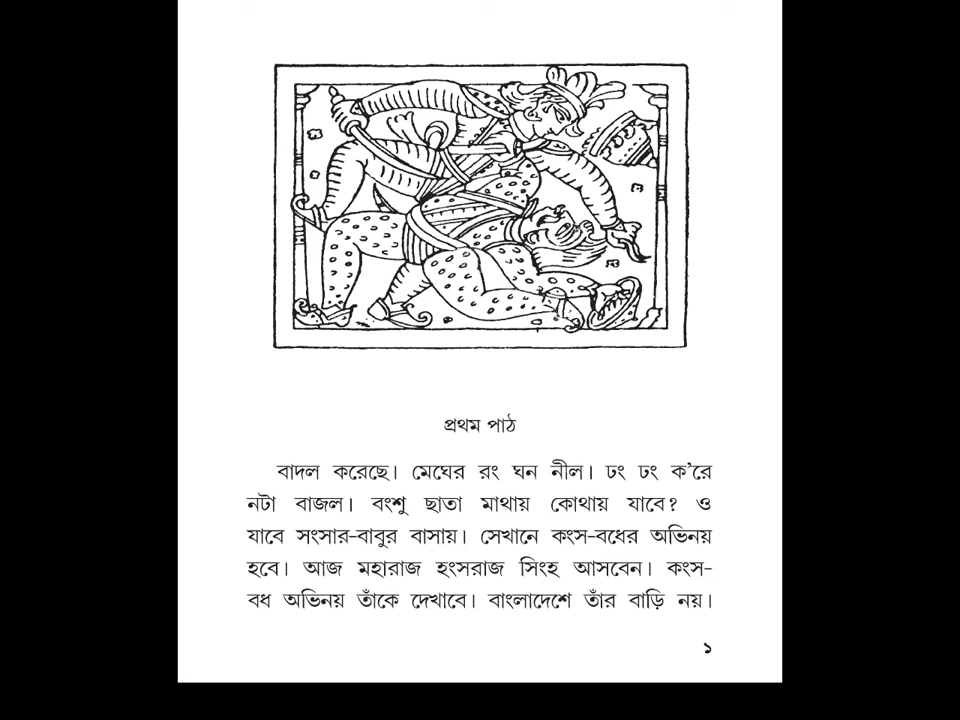 প্রথম পাঠ
বাদল করেছে। মেঘের রং ঘন নীল। ঢং ঢং ক’রে
নটা বাজল। বংশু ছাতা মাথায় কোথায় যাবে? ও
যাবে সংসার-বাবুর বাসায়। সেখানে কংস-বধের অভিনয়
হবে। আজ মহারাজ হংসরাজ সিংহ আসবেন। কংস-
বধ অভিনয় তাঁকে দেখাবে। বাংলাদেশে তাঁর বাড়ি নয়।
১